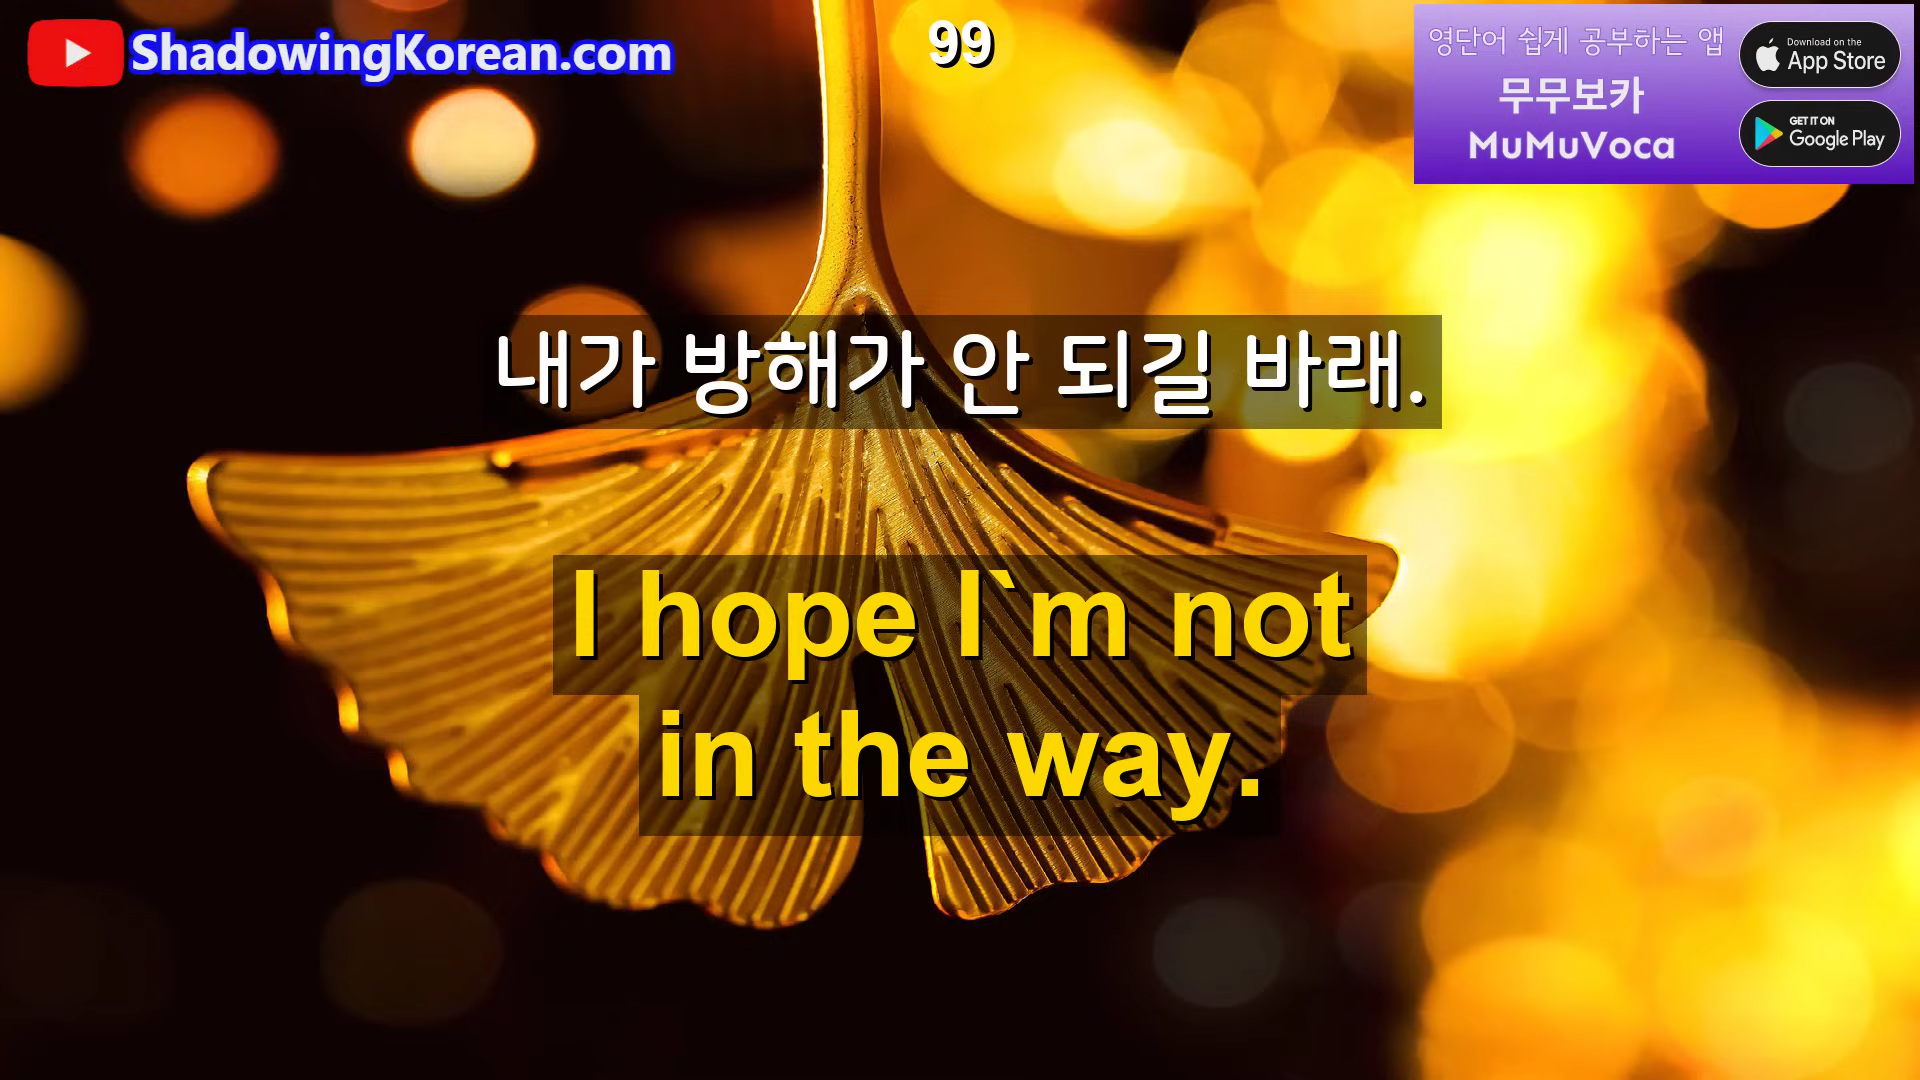 ShadowingKorean.com
99
영단어 쉽게 공부하는 앱
무무보카
MuMuVoca
Download on the
App Store
GET IT ON
Google Play
내가 방해가 안 되길 바래.
I hope I`m not
in the way.